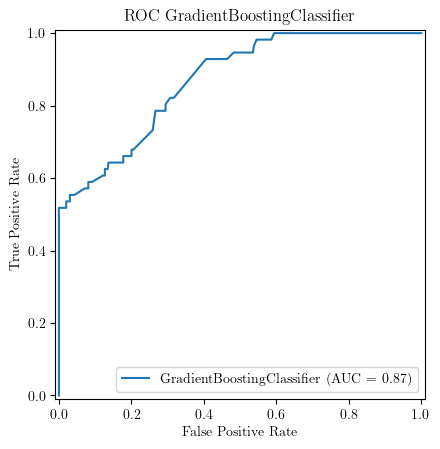 ROC GradientBoostingClassifier
1.0
0.8
0.6
0.4
0.2
0.0
True Positive Rate
GradientBoostingClassifier (AUC = 0.87)
0.0 0.2 0.4 0.6 0.8 1.0
False Positive Rate